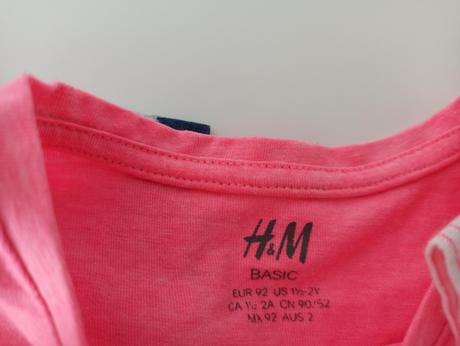 H&M
BASIC
EUR 92 US 1½-2Y
CA 1½ 2A CN 90/52
MX 92 AUS 2